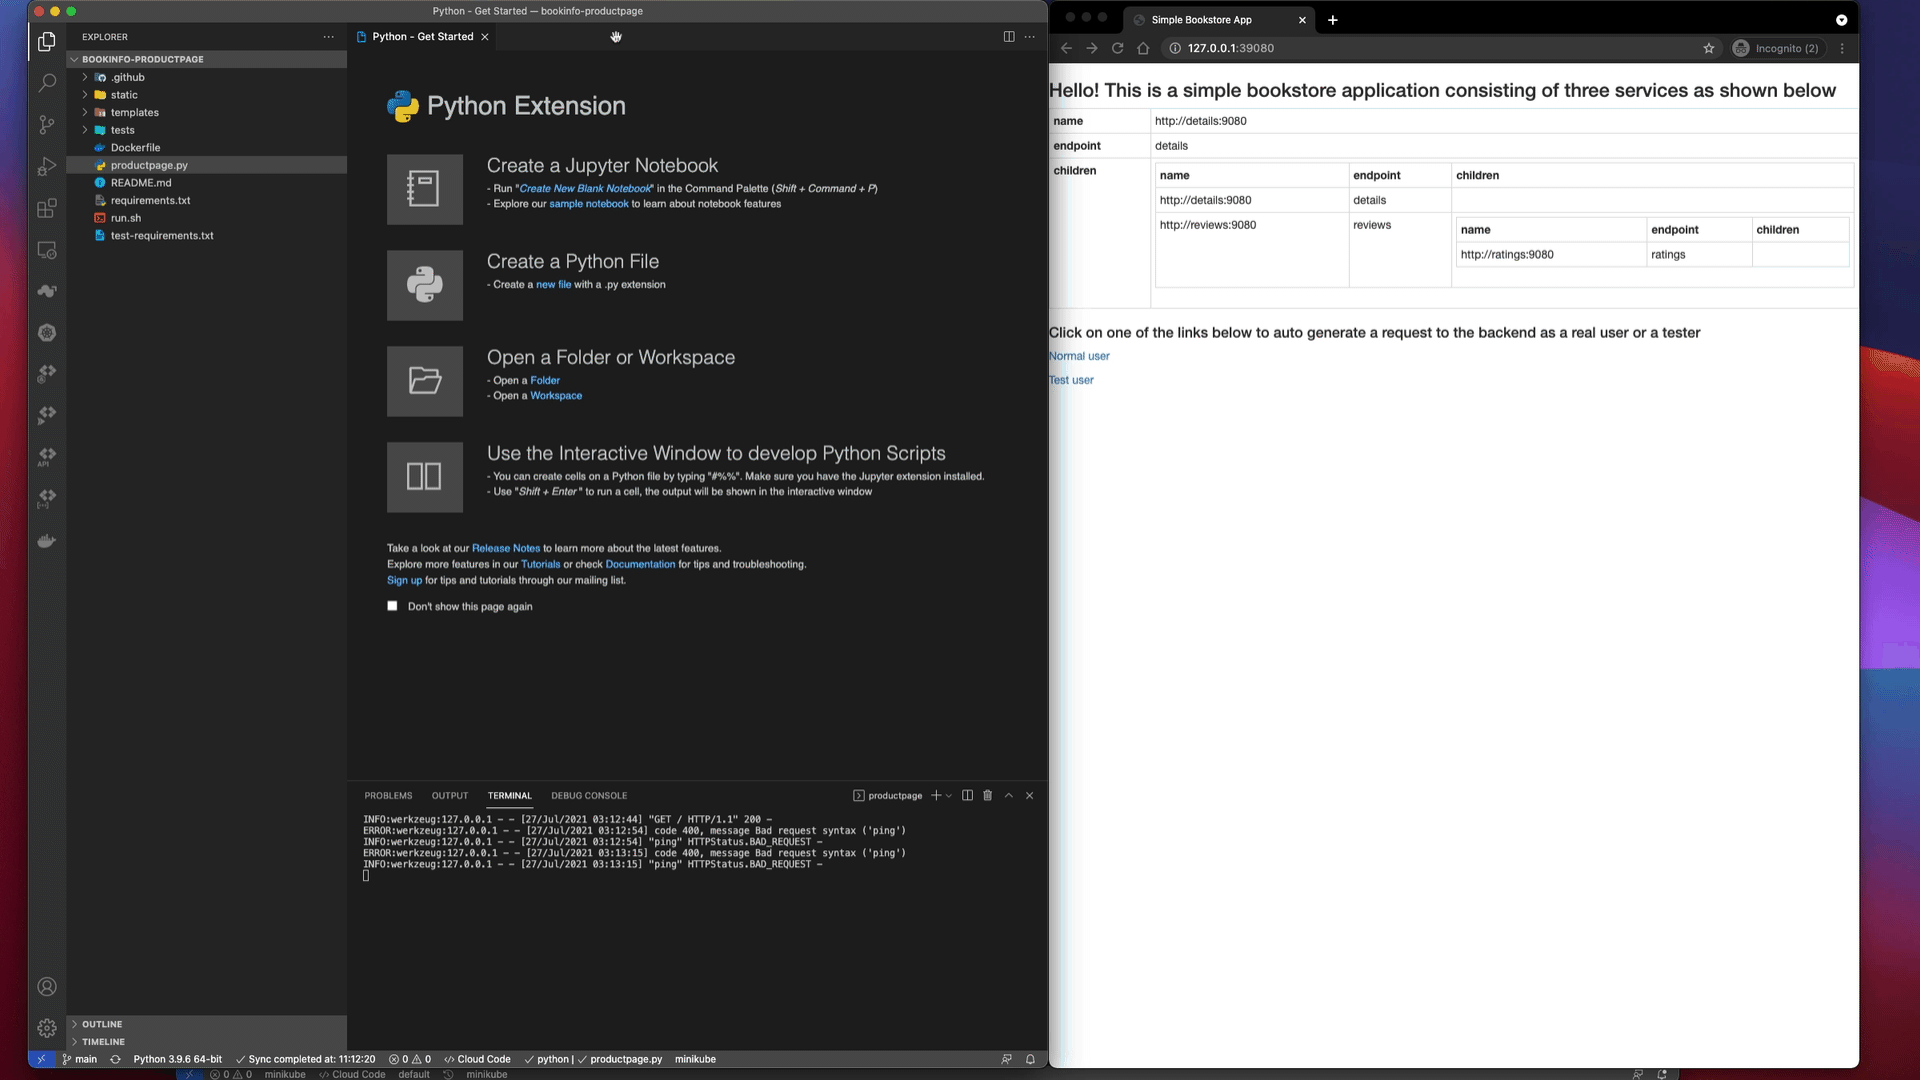 Python - Get Started — bookinfo-productpage
EXPLORER
BOOKINFO-PRODUCTPAGE
.github
static
templates
tests
Dockerfile
productpage.py
README.md
requirements.txt
run.sh
test-requirements.txt
OUTLINE
TIMELINE
API
Python - Get Started
Python Extension
Create a Jupyter Notebook
- Run "Create New Blank Notebook" in the Command Palette (Shift + Command + P)
- Explore our sample notebook to learn about notebook features
Create a Python File
- Create a new file with a .py extension
Open a Folder or Workspace
- Open a Folder
- Open a Workspace
Use the Interactive Window to develop Python Scripts
- You can create cells on a Python file by typing "#%%". Make sure you have the Jupyter extension installed.
- Use "Shift + Enter " to run a cell, the output will be shown in the interactive window
Take a look at our Release Notes to learn more about the latest features.
Explore more features in our Tutorials or check Documentation for tips and troubleshooting.
Sign up for tips and tutorials through our mailing list.
Don't show this page again
PROBLEMS OUTPUT TERMINAL DEBUG CONSOLE productpage
INFO:werkzeug:127.0.0.1 - - [27/Jul/2021 03:12:44] "GET / HTTP/1.1" 200 -
ERROR:werkzeug:127.0.0.1 - - [27/Jul/2021 03:12:54] code 400, message Bad request syntax ('ping')
INFO:werkzeug:127.0.0.1 - - [27/Jul/2021 03:12:54] "ping" HTTPStatus.BAD_REQUEST -
ERROR:werkzeug:127.0.0.1 - - [27/Jul/2021 03:13:15] code 400, message Bad request syntax ('ping')
INFO:werkzeug:127.0.0.1 - - [27/Jul/2021 03:13:15] "ping" HTTPStatus.BAD_REQUEST -
main Python 3.9.6 64-bit Sync completed at: 11:12:20 0 0 Cloud Code python | productpage.py minikube
0 0 minikube Cloud Code default minikube
Simple Bookstore App
127.0.0.1:39080 Incognito (2)
Hello! This is a simple bookstore application consisting of three services as shown below
name http://details:9080
endpoint details
children
name endpoint children
http://details:9080 details
http://reviews:9080 reviews
name endpoint children
http://ratings:9080 ratings
Click on one of the links below to auto generate a request to the backend as a real user or a tester
Normal user
Test user